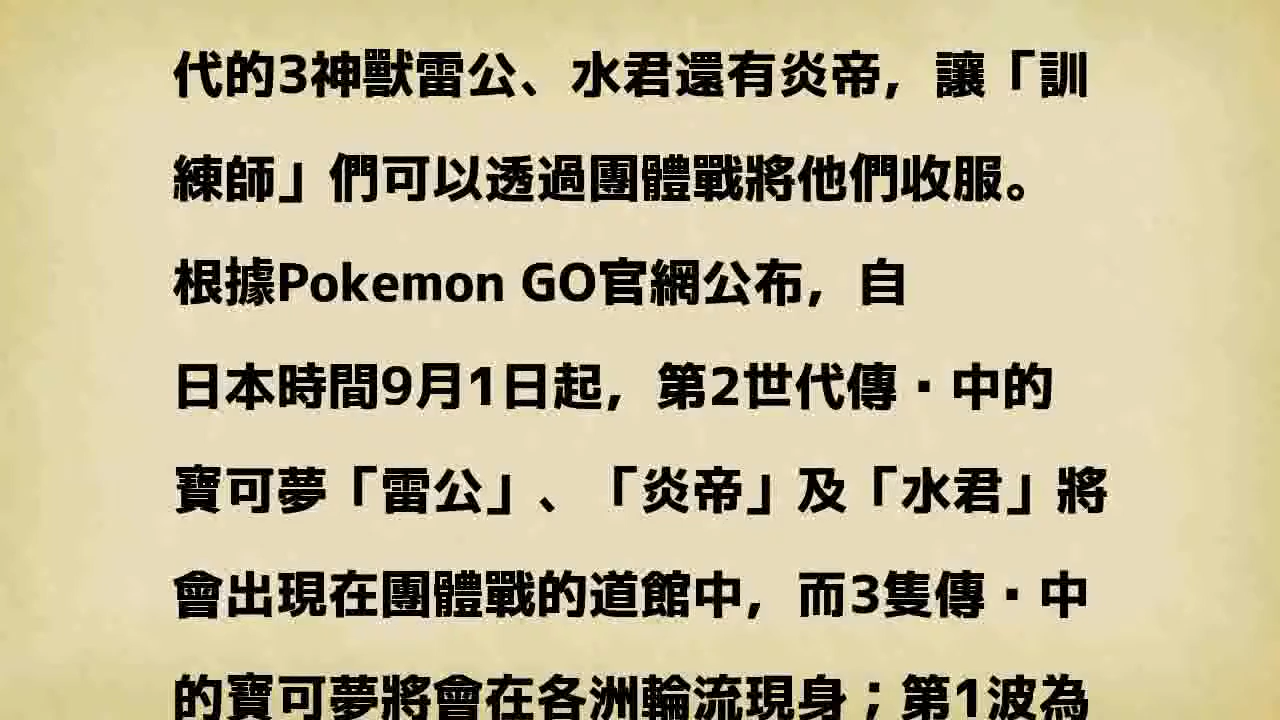 代的3神獸雷公、水君還有炎帝，讓「訓
練師」們可以透過團體戰將他們收服。
根據Pokemon GO官網公布，自
日本時間9月1日起，第2世代傳▪中的
寶可夢「雷公」、「炎帝」及「水君」將
會出現在團體戰的道館中，而3隻傳▪中
的寶可夢將會在各洲輪流現身；第1波為